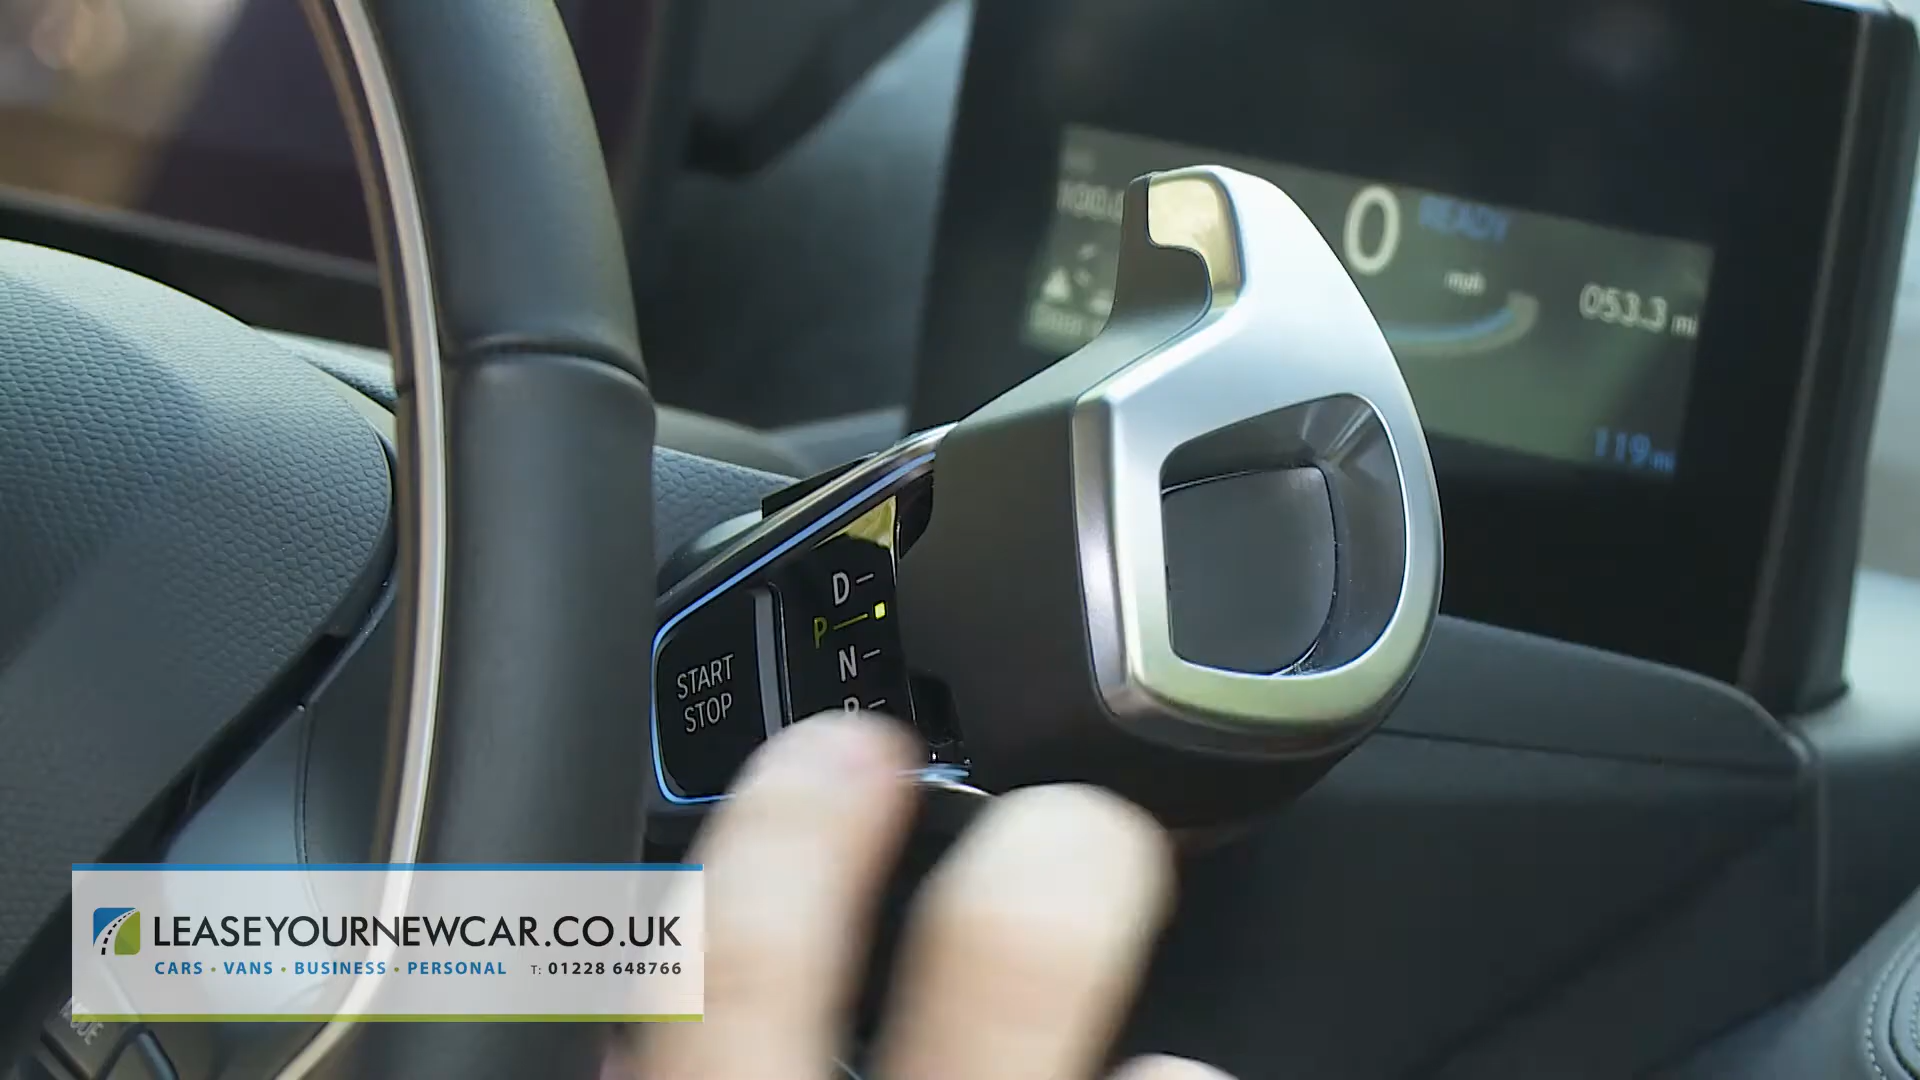 0 READY
mph
053.3 mi
119 mi
D
P
N
R
START
STOP
LEASEYOURNEWCAR.CO.UK
CARS • VANS • BUSINESS • PERSONAL T: 01228 648766
MODE